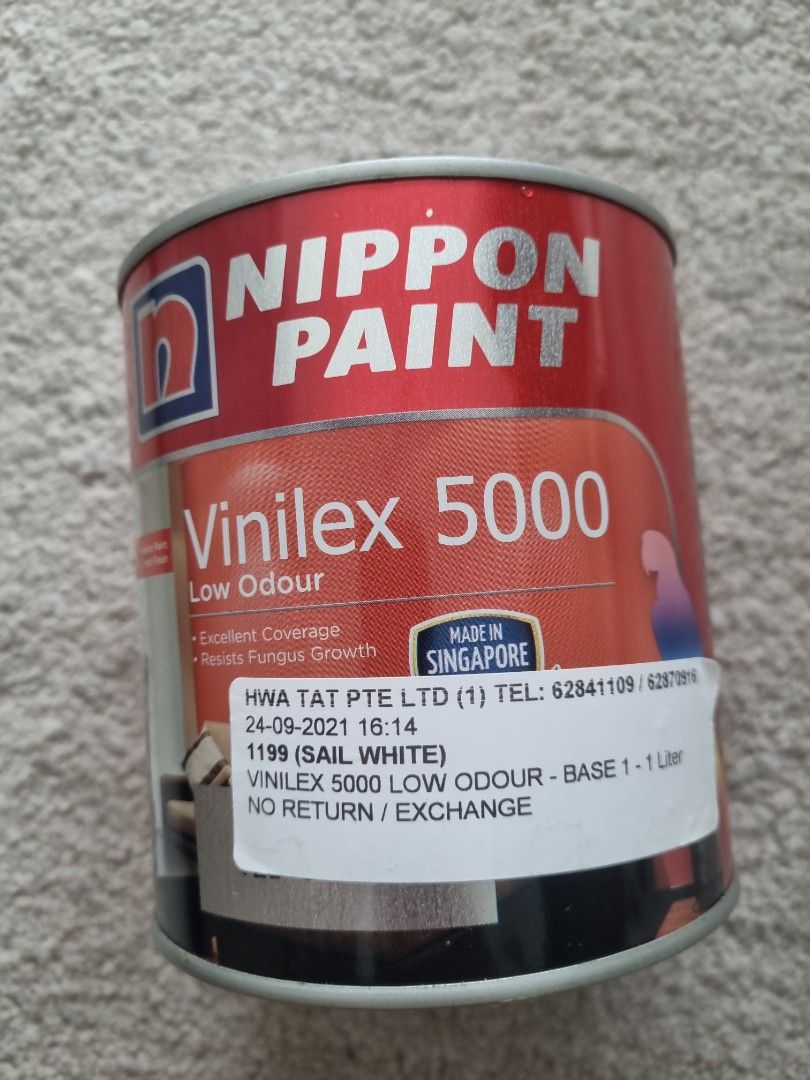 n
NIPPON
PAINT
Vinilex 5000
Low Odour
• Excellent Coverage
• Resists Fungus Growth
MADE IN
SINGAPORE
HWA TAT PTE LTD (1) TEL: 62841109 / 62870916
24-09-2021 16:14
1199 (SAIL WHITE)
VINILEX 5000 LOW ODOUR - BASE 1 - 1 Liter
NO RETURN / EXCHANGE